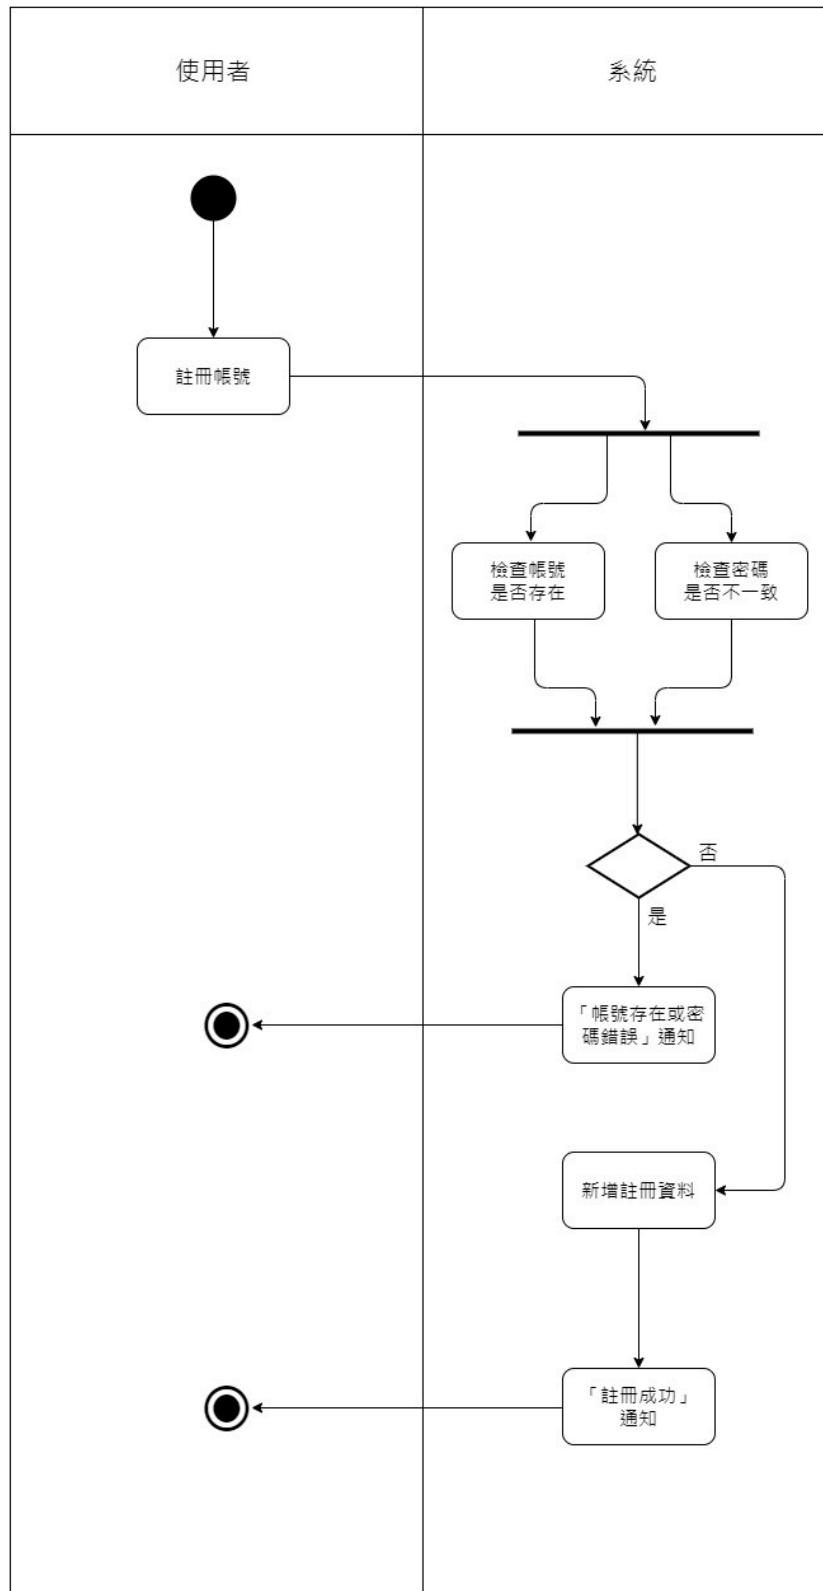 使用者
系統
註冊帳號
檢查帳號
是否存在
檢查密碼
是否不一致
否
是
「帳號存在或密
碼錯誤」通知
新增註冊資料
「註冊成功」
通知